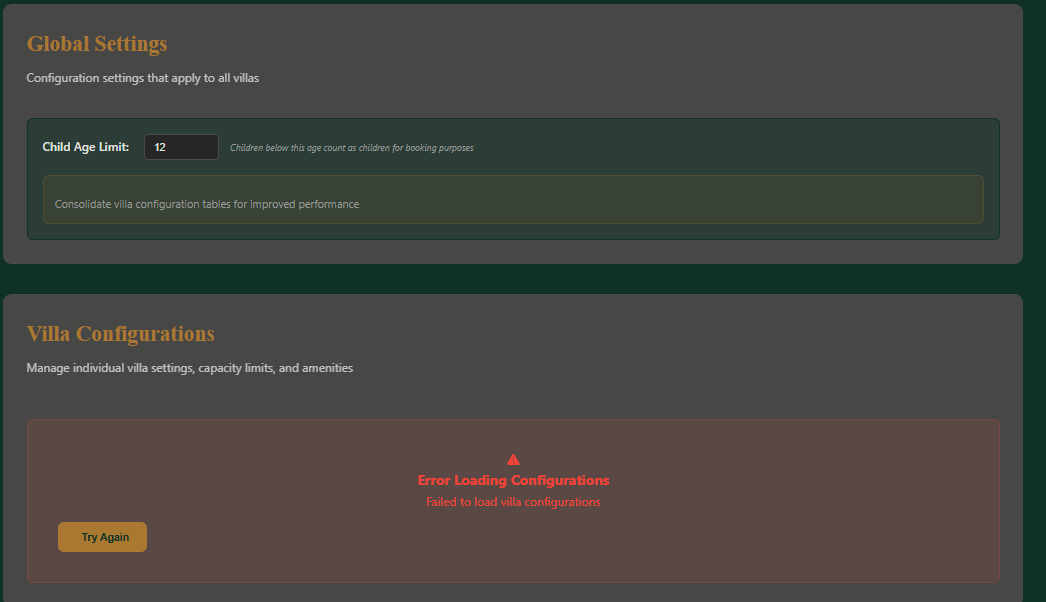 Global Settings
Configuration settings that apply to all villas
Child Age Limit: 12 Children below this age count as children for booking purposes
Consolidate villa configuration tables for improved performance
Villa Configurations
Manage individual villa settings, capacity limits, and amenities
Error Loading Configurations
Failed to load villa configurations
Try Again